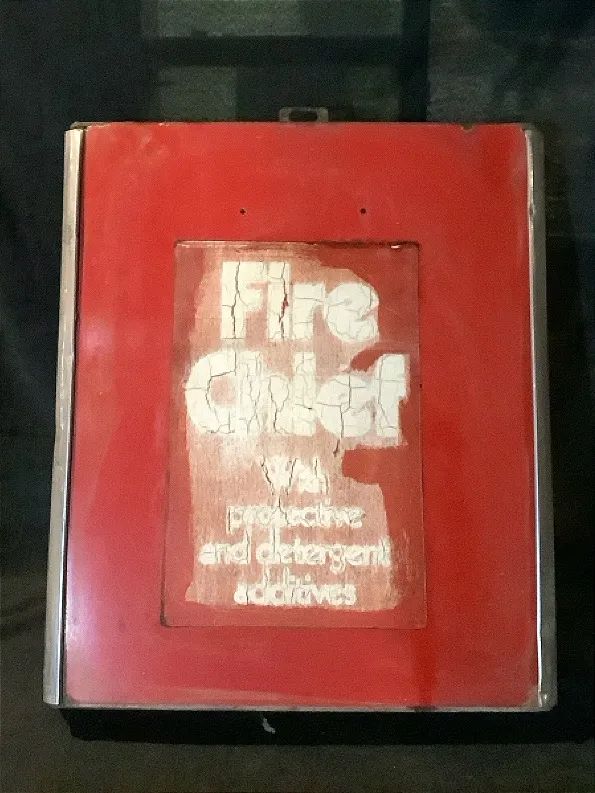 Fire
Chief
With
protective
and detergent
additives